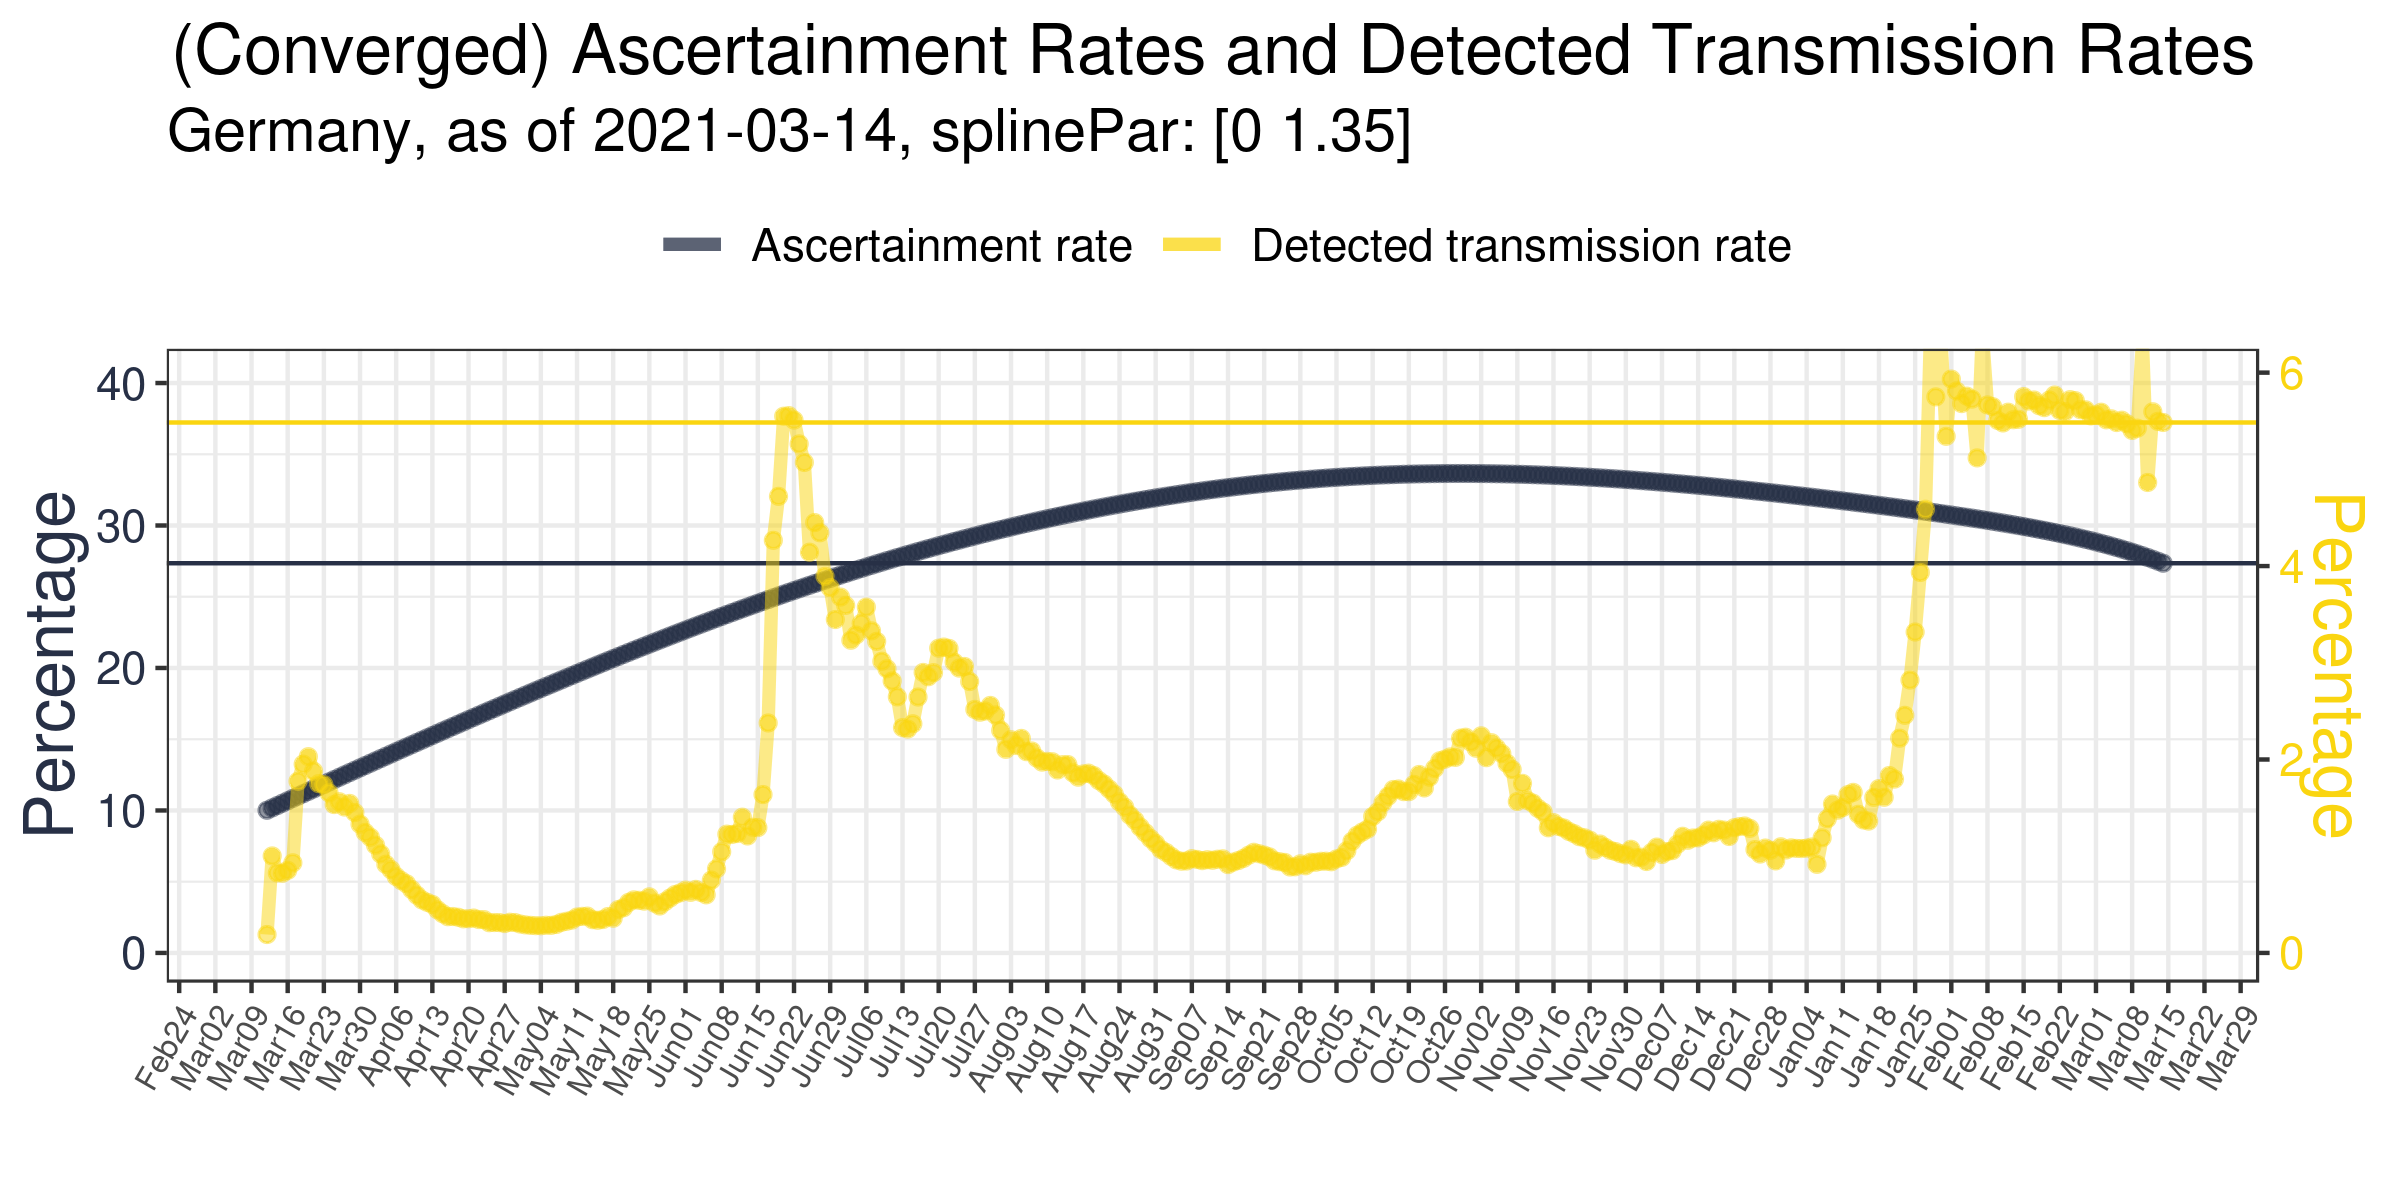 (Converged) Ascertainment Rates and Detected Transmission Rates
Germany, as of 2021-03-14, splinePar: [0 1.35]
Ascertainment rate Detected transmission rate
Percentage
40
30
20
10
0
6
4
2
0
Percentage
Feb24 Mar02 Mar09 Mar16 Mar23 Mar30 Apr06 Apr13 Apr20 Apr27 May04 May11 May18 May25 Jun01 Jun08 Jun15 Jun22 Jun29 Jul06 Jul13 Jul20 Jul27 Aug03 Aug10 Aug17 Aug24 Aug31 Sep07 Sep14 Sep21 Sep28 Oct05 Oct12 Oct19 Oct26 Nov02 Nov09 Nov16 Nov23 Nov30 Dec07 Dec14 Dec21 Dec28 Jan04 Jan11 Jan18 Jan25 Feb01 Feb08 Feb15 Feb22 Mar01 Mar08 Mar15 Mar22 Mar29